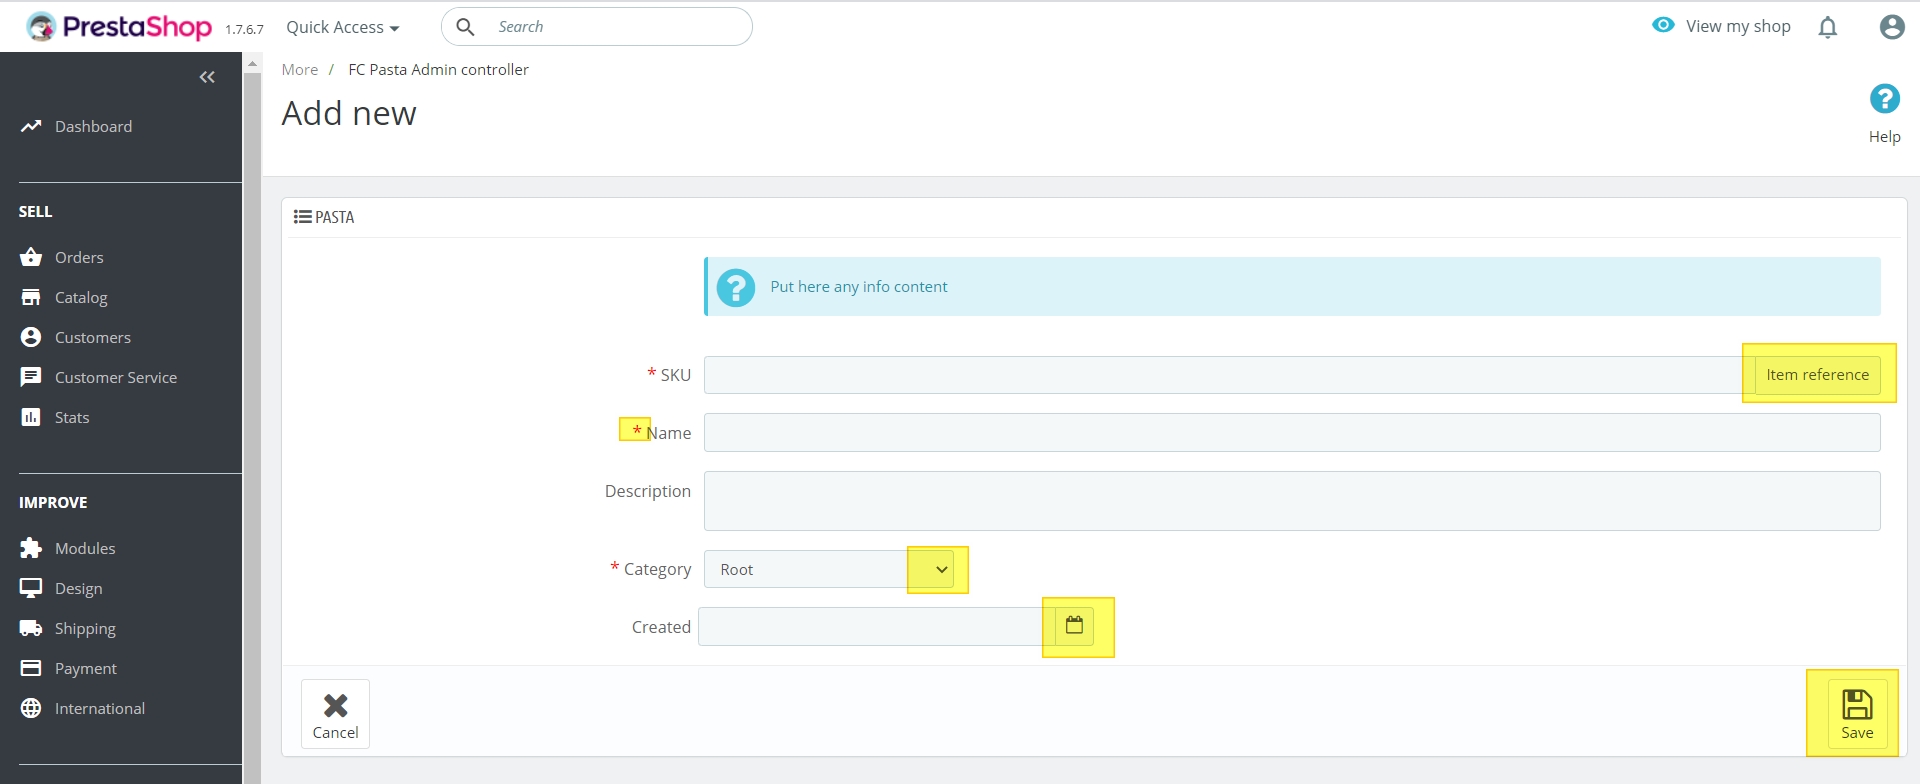 PrestaShop 1.7.6.7 Quick Access Search View my shop
More / FC Pasta Admin controller
Add new
Help
Dashboard
SELL
Orders
Catalog
Customers
Customer Service
Stats
IMPROVE
Modules
Design
Shipping
Payment
International
PASTA
? Put here any info content
* SKU Item reference
* Name
Description
* Category Root
Created
Cancel Save